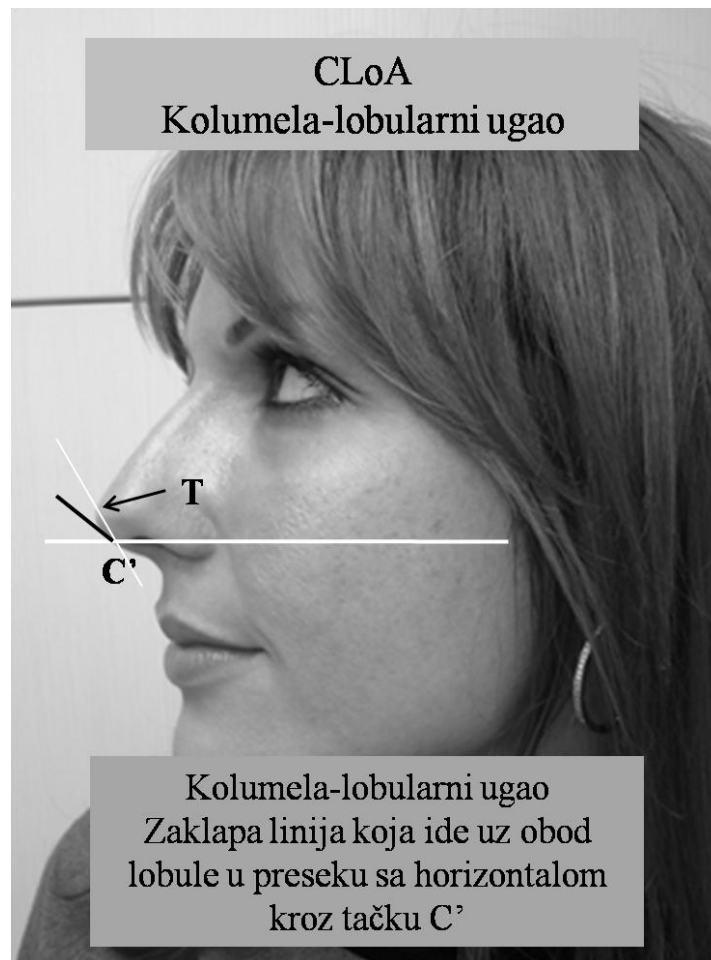 CLoA
Kolumela-lobularni ugao
T
C’
Kolumela-lobularni ugao
Zaklapa linija koja ide uz obod
lobule u preseku sa horizontalom
kroz tačku C’